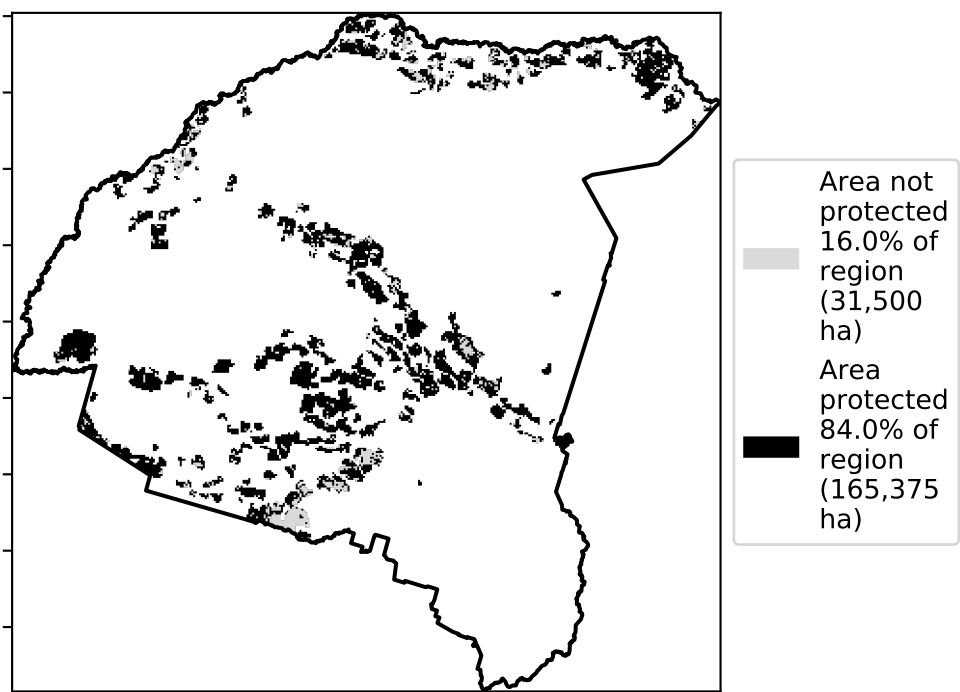 Area not
protected
16.0% of
region
(31,500
ha)
Area
protected
84.0% of
region
(165,375
ha)